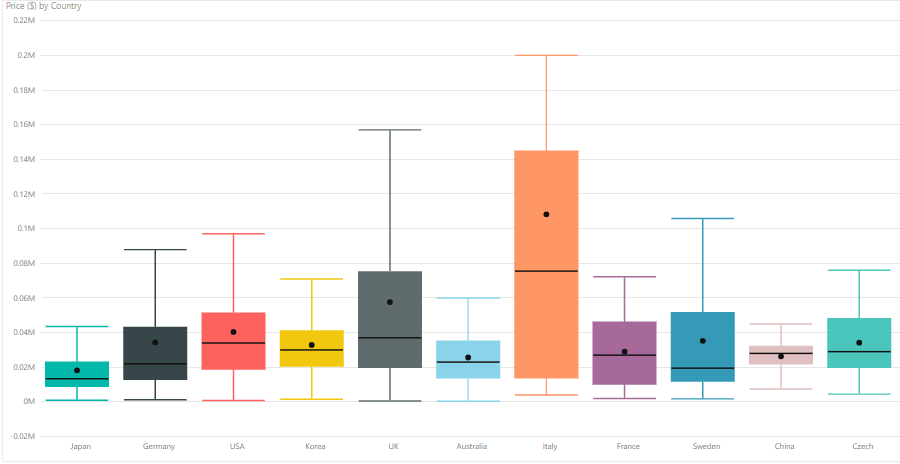 Price ($) by Country
0.22M
0.2M
0.18M
0.16M
0.14M
0.12M
0.1M
0.08M
0.06M
0.04M
0.02M
0M
-0.02M
Japan Germany USA Korea UK Australia Italy France Sweden China Czech